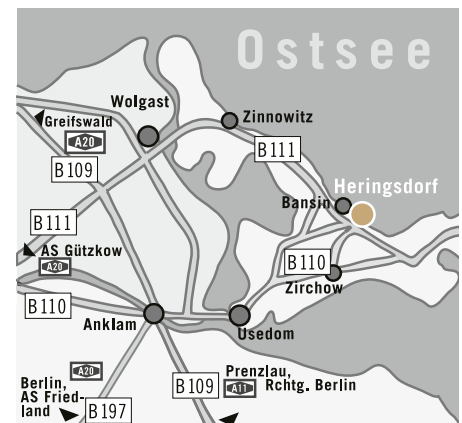 Ostsee
Wolgast
Greifswald
A20
Zinnowitz
B109
B111
Heringsdorf
Bansin
B111
AS Gützkow
A20
B110
Zirchow
B110
Anklam
Usedom
A20
Berlin,
AS Fried-
land
B197
B109
Prenzlau,
A11
Rchtg. Berlin